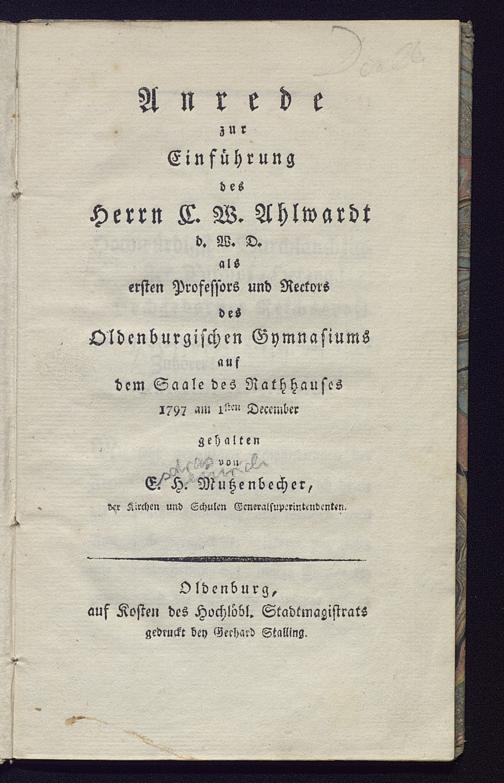 Anrede
zur
Einführung
des
Herrn C. W. Ahlwardt
d. W. D.
als
ersten Professors und Rectors
des
Oldenburgischen Gymnasiums
auf
dem Saale des Rathhauses
1797 am 1sten December
gehalten
von
E. H. Mutzenbecher,
der Kirchen und Schulen Generalsuperintendenten.
Oldenburg,
auf Kosten des Hochlöbl. Stadtmagistrats
gedruckt bey Gerhard Stalling.